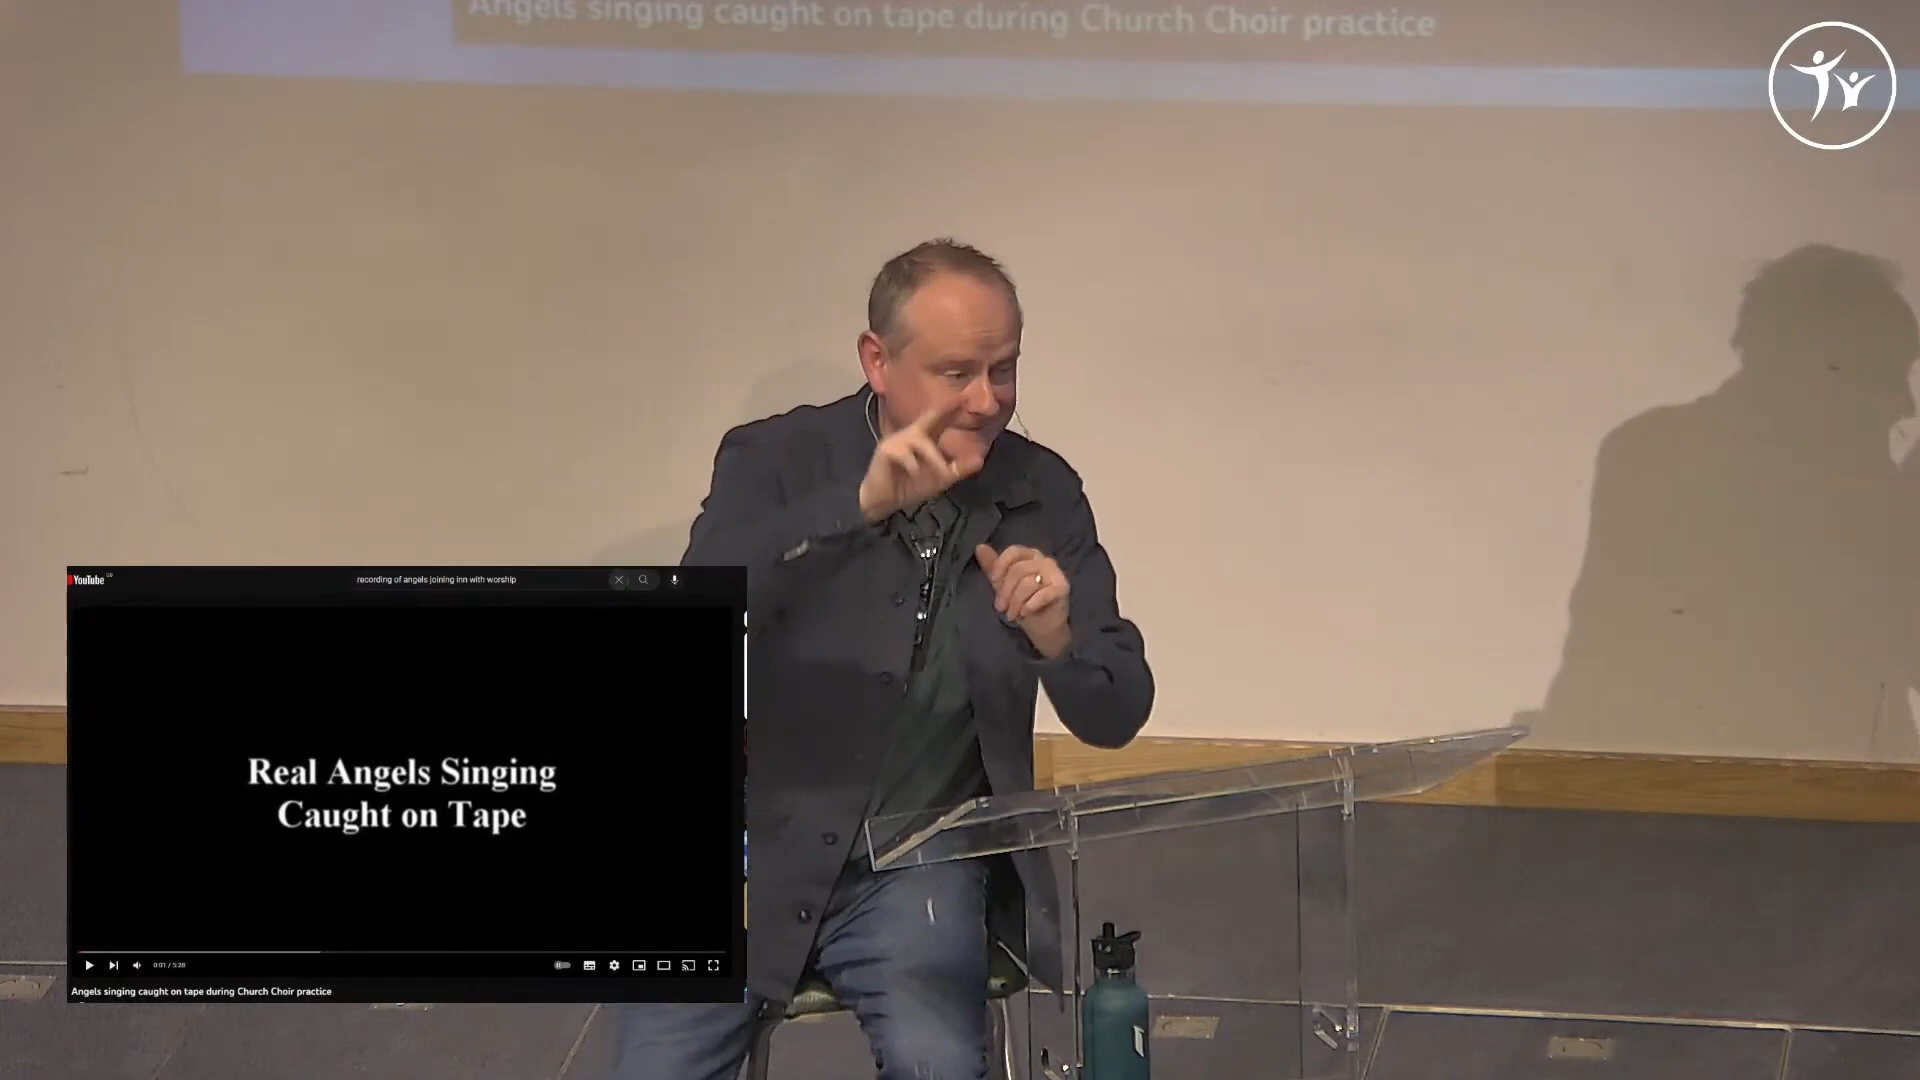 Angels singing caught on tape during Church Choir practice
YouTube GB
recording of angels joining inn with worship
Real Angels Singing
Caught on Tape
0:01 / 5:28
Angels singing caught on tape during Church Choir practice